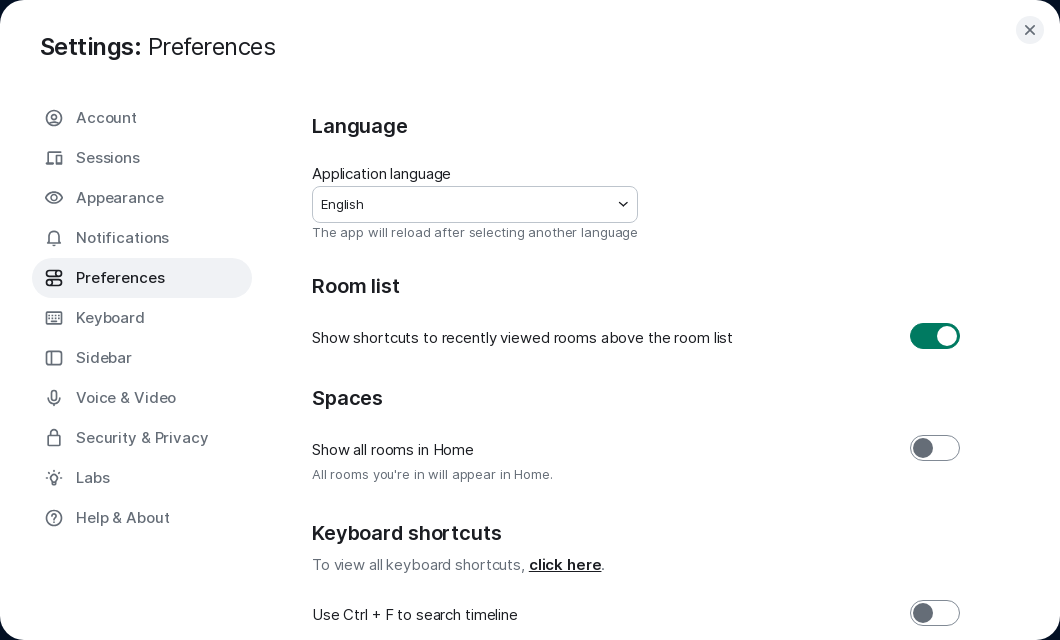 Settings: Preferences
Account
Sessions
Appearance
Notifications
Preferences
Keyboard
Sidebar
Voice & Video
Security & Privacy
Labs
Help & About
Language
Application language
English
The app will reload after selecting another language
Room list
Show shortcuts to recently viewed rooms above the room list
Spaces
Show all rooms in Home
All rooms you're in will appear in Home.
Keyboard shortcuts
To view all keyboard shortcuts, click here.
Use Ctrl + F to search timeline